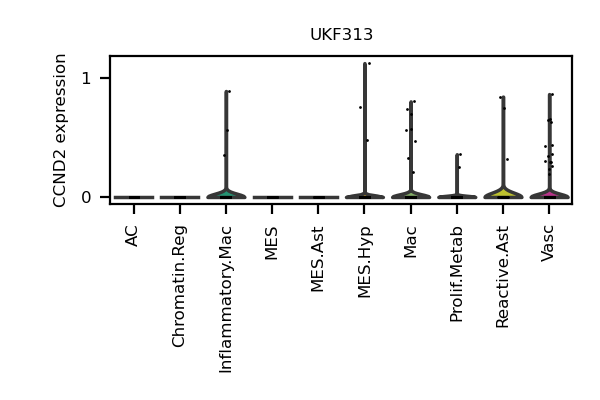 UKF313
CCND2 expression
1
0
AC
Chromatin.Reg
Inflammatory.Mac
MES
MES.Ast
MES.Hyp
Mac
Prolif.Metab
Reactive.Ast
Vasc